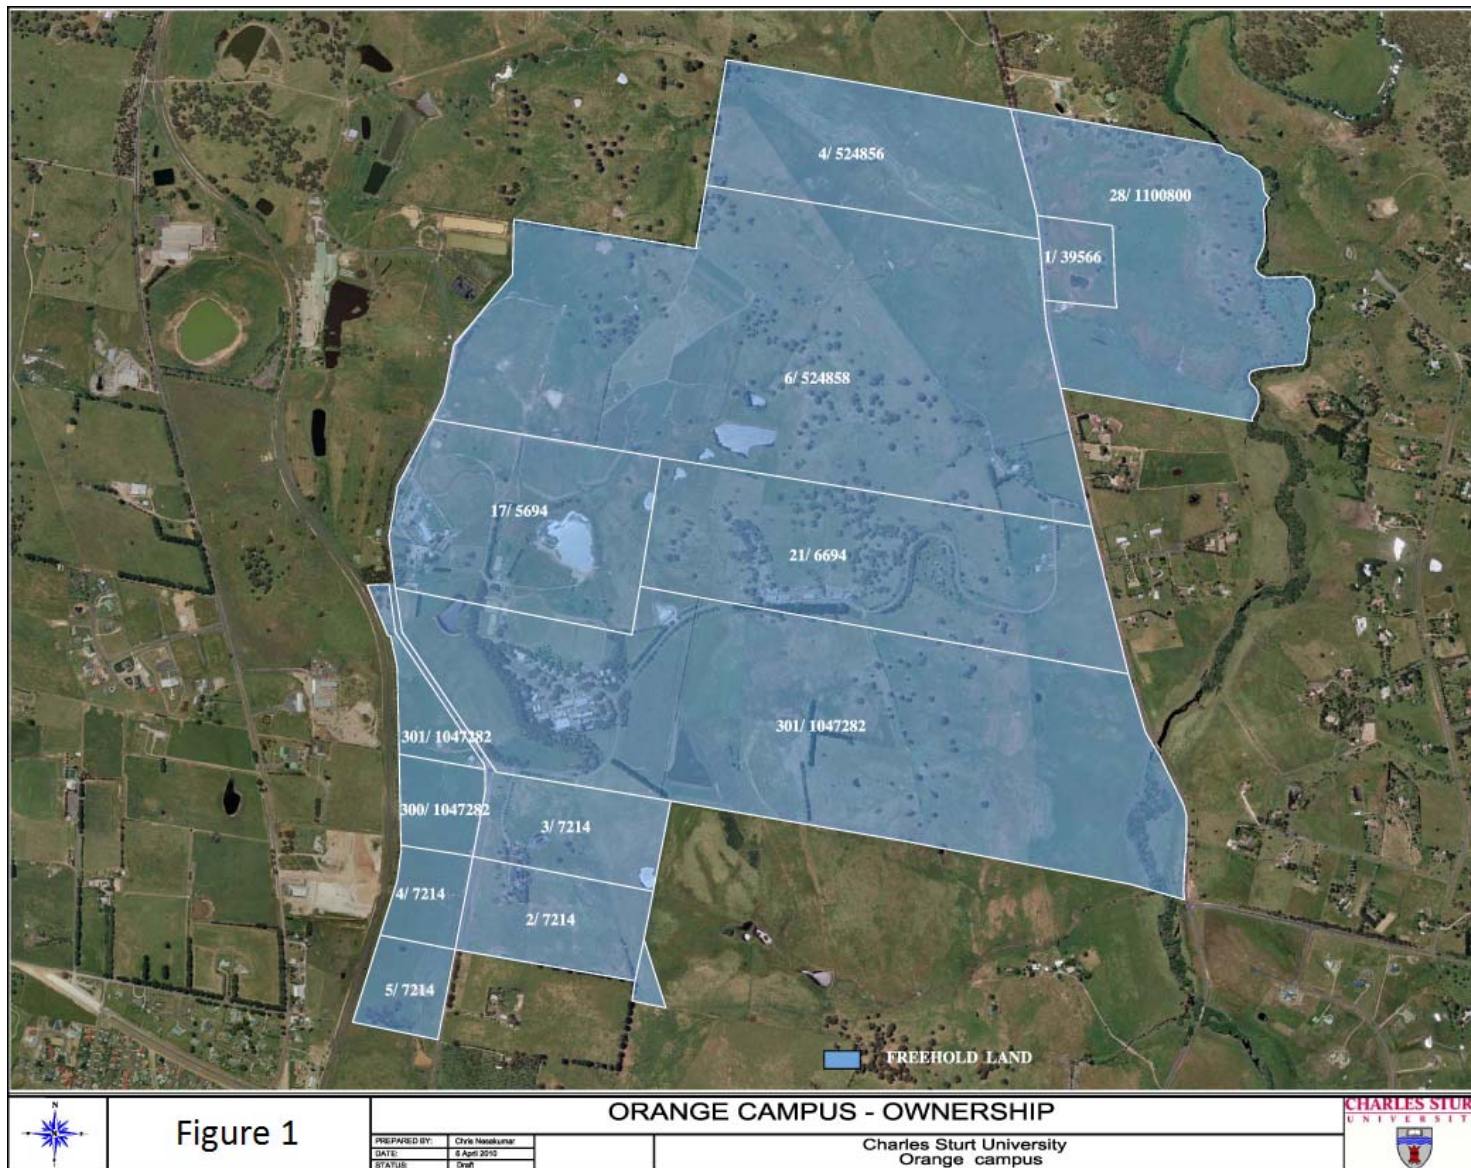 4/ 524856
28/ 1100800
1/ 39566
6/ 524858
17/ 5694
21/ 6694
301/ 1047282
301/ 1047282
300/ 1047282
3/ 7214
4/ 7214
2/ 7214
5/ 7214
FREEHOLD LAND
N
Figure 1
ORANGE CAMPUS - OWNERSHIP
PREPARED BY: Chris
DATE: 6 April 2010
STATUS: Draft
Charles Sturt University
Orange campus
CHARLES STUR
UNIVERSIT